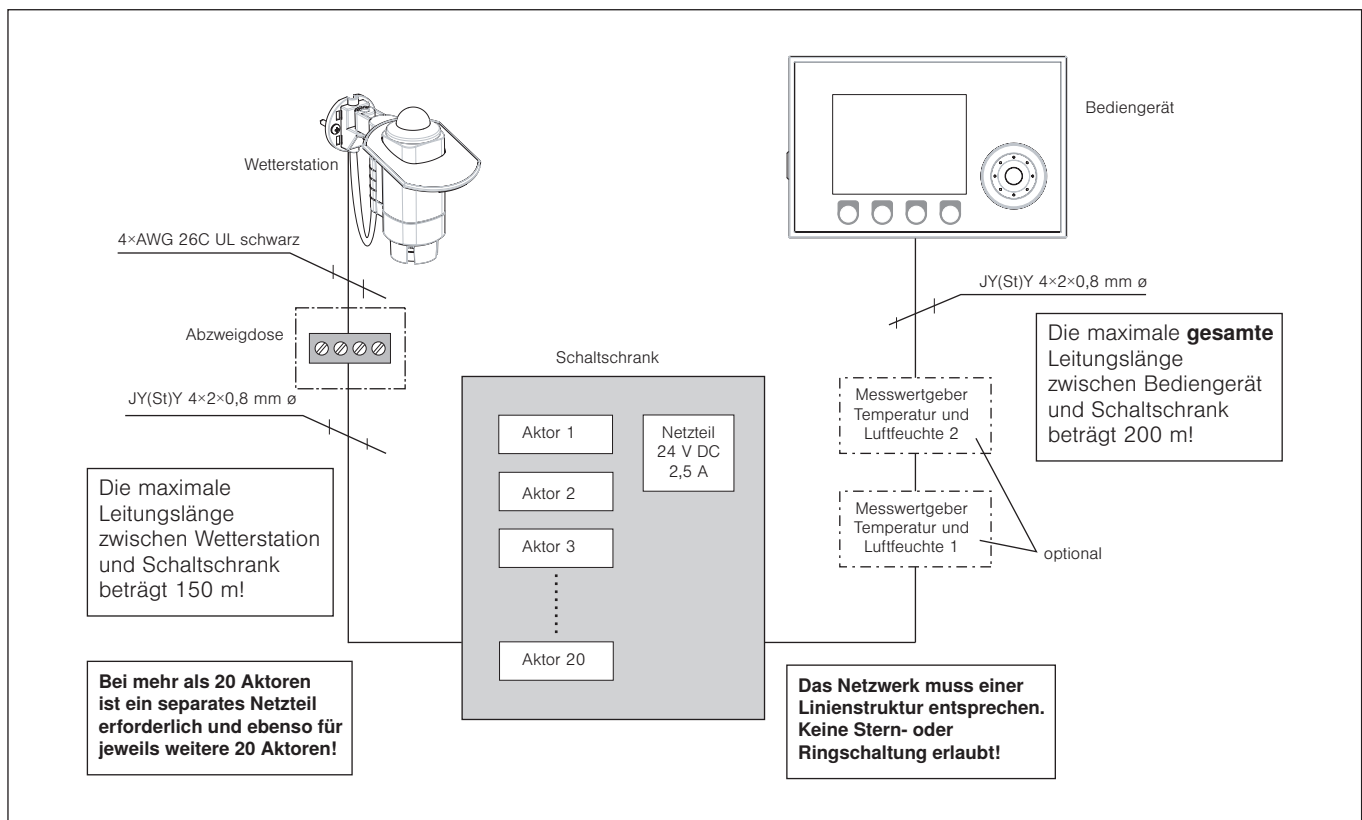 Bediengerät
Wetterstation
4×AWG 26C UL schwarz
JY(St)Y 4×2×0,8 mm ø
Abzweigdose
Die maximale gesamte
Leitungslänge
zwischen Bediengerät
und Schaltschrank
beträgt 200 m!
Schaltschrank
JY(St)Y 4×2×0,8 mm ø
Messwertgeber
Temperatur und
Luftfeuchte 2
Aktor 1
Netzteil
24 V DC
2,5 A
Aktor 2
Die maximale
Leitungslänge
zwischen Wetterstation
und Schaltschrank
beträgt 150 m!
Messwertgeber
Temperatur und
Luftfeuchte 1
optional
Aktor 3
Aktor 20
Bei mehr als 20 Aktoren
ist ein separates Netzteil
erforderlich und ebenso für
jeweils weitere 20 Aktoren!
Das Netzwerk muss einer
Linienstruktur entsprechen.
Keine Stern- oder
Ringschaltung erlaubt!